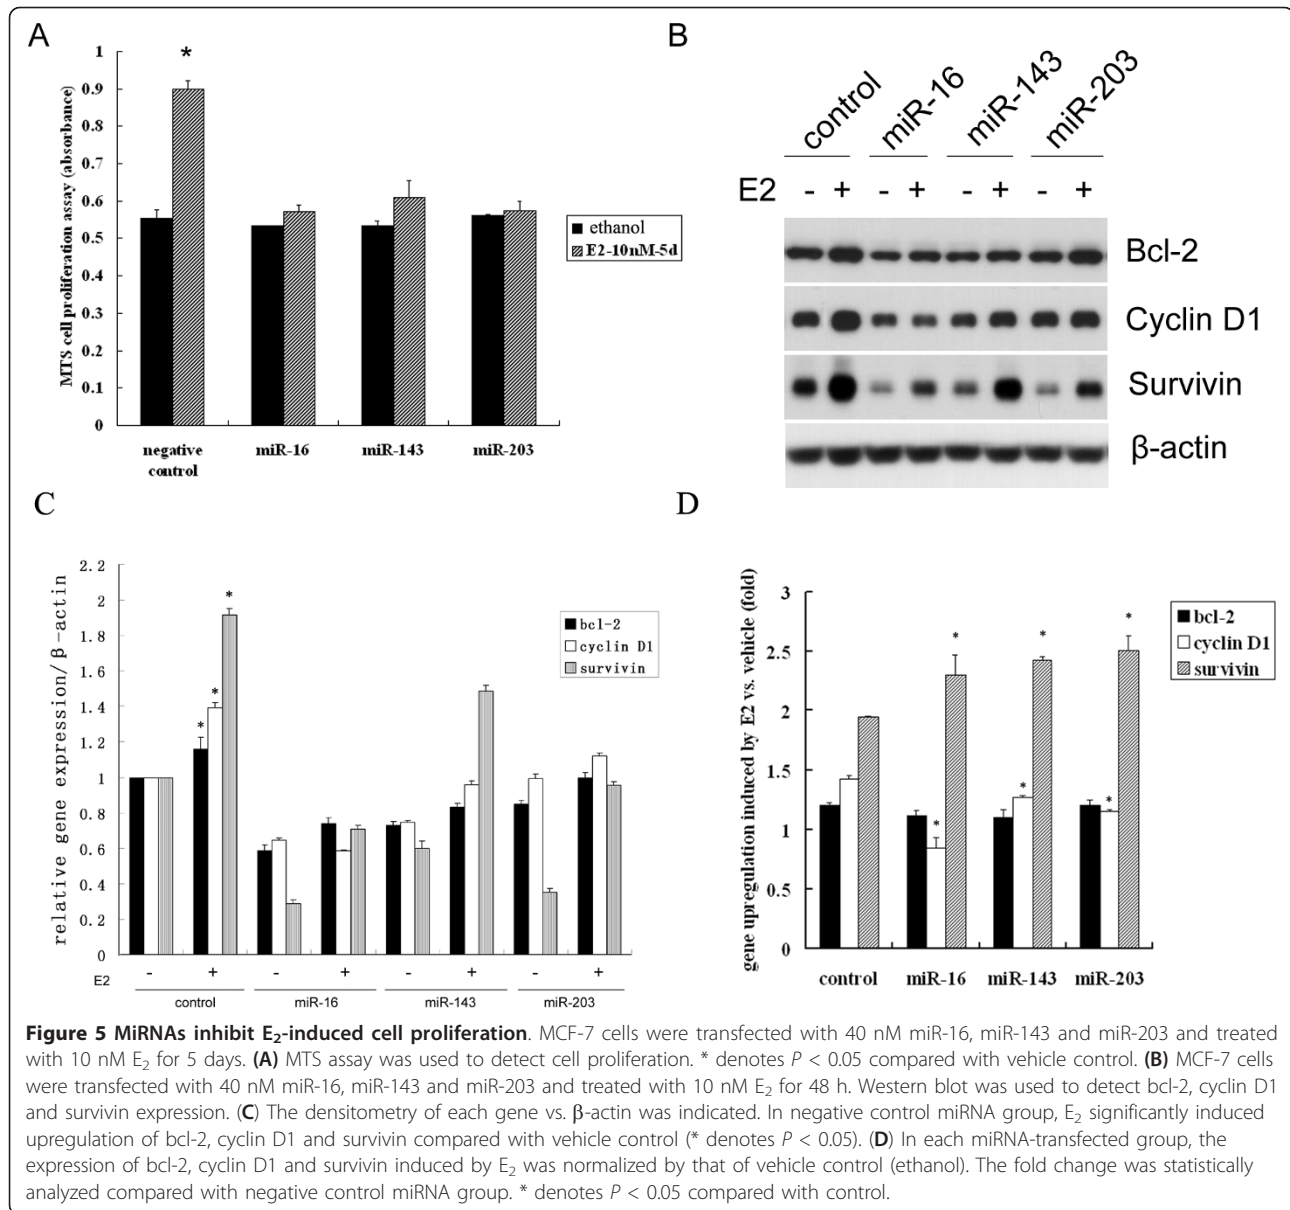 A
1
0.9
0.8
0.7
0.6
0.5
0.4
0.3
0.2
0.1
0
MTS cell proliferation assay (absorbance)
*
negative control
miR-16
miR-143
miR-203
ethanol
E2-10nM-5d
B
control
miR-16
miR-143
miR-203
E2 - + - + - + - +
Bcl-2
Cyclin D1
Survivin
β-actin
C
relative gene expression/β-actin
2.2
2
1.8
1.6
1.4
1.2
1
0.8
0.6
0.4
0.2
0
* * *
bcl-2
cyclin D1
survivin
E2 - + - + - + - +
control
miR-16
miR-143
miR-203
D
gene upregulation induced by E2 vs. vehicle (fold)
3
2.5
2
1.5
1
0.5
0
* * * * * *
bcl-2
cyclin D1
survivin
control
miR-16
miR-143
miR-203
Figure 5 MiRNAs inhibit E₂-induced cell proliferation. MCF-7 cells were transfected with 40 nM miR-16, miR-143 and miR-203 and treated
with 10 nM E₂ for 5 days. (A) MTS assay was used to detect cell proliferation. * denotes P < 0.05 compared with vehicle control. (B) MCF-7 cells
were transfected with 40 nM miR-16, miR-143 and miR-203 and treated with 10 nM E₂ for 48 h. Western blot was used to detect bcl-2, cyclin D1
and survivin expression. (C) The densitometry of each gene vs. β-actin was indicated. In negative control miRNA group, E₂ significantly induced
upregulation of bcl-2, cyclin D1 and survivin compared with vehicle control (* denotes P < 0.05). (D) In each miRNA-transfected group, the
expression of bcl-2, cyclin D1 and survivin induced by E₂ was normalized by that of vehicle control (ethanol). The fold change was statistically
analyzed compared with negative control miRNA group. * denotes P < 0.05 compared with control.